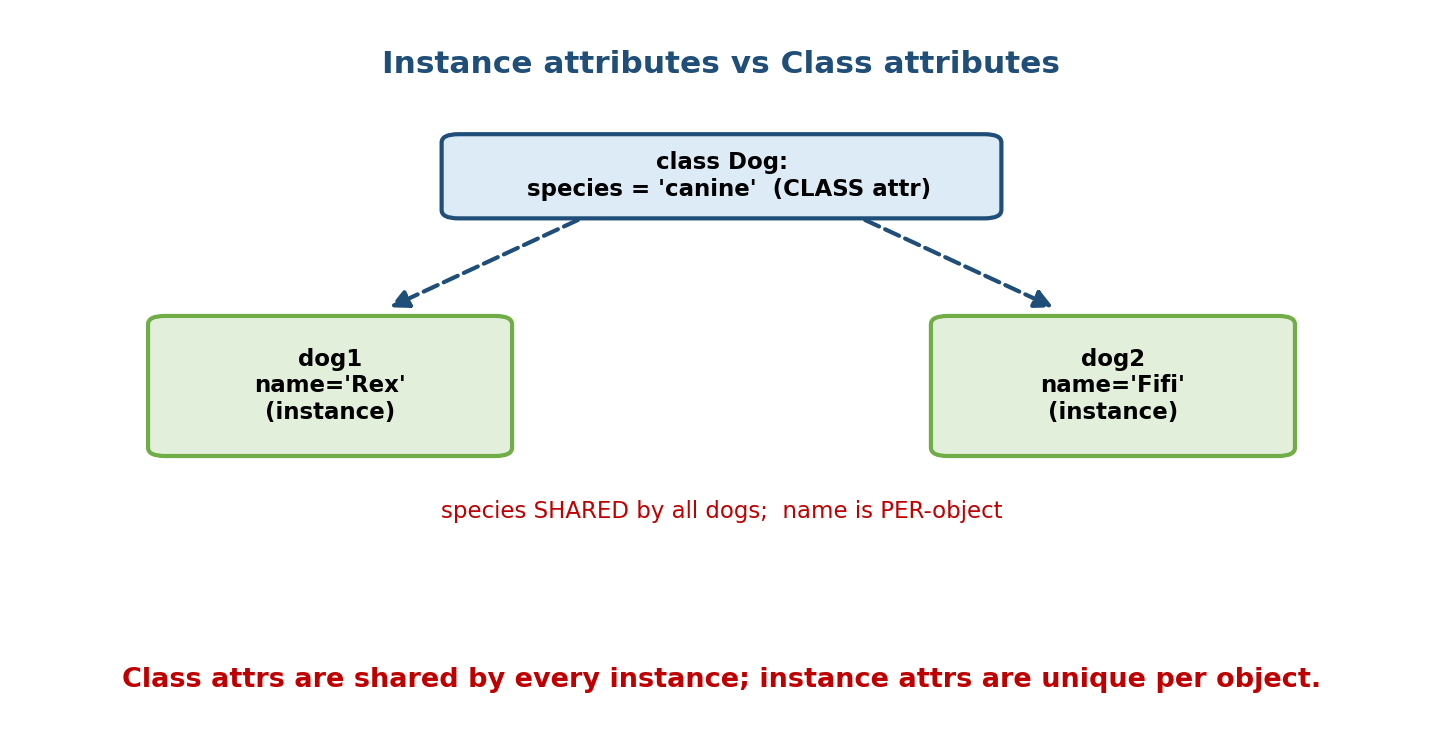 Instance attributes vs Class attributes
class Dog:
species = 'canine'  (CLASS attr)
dog1
name='Rex'
(instance)
dog2
name='Fifi'
(instance)
species SHARED by all dogs;  name is PER-object
Class attrs are shared by every instance; instance attrs are unique per object.